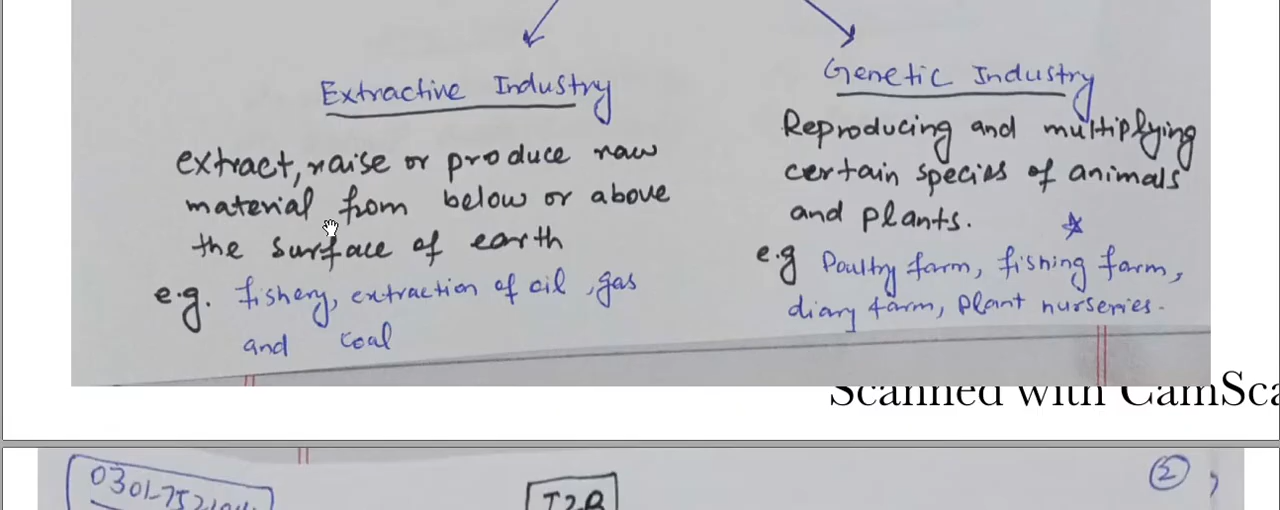 Extractive Industry
extract, raise or produce raw
material from below or above
the surface of earth
e.g. fishery, extraction of oil, gas
and coal
Genetic Industry
Reproducing and multiplying
certain species of animals
and plants.
e.g Poultry farm, fishing farm,
diary farm, plant nurseries.
Scanned with CamSca
2